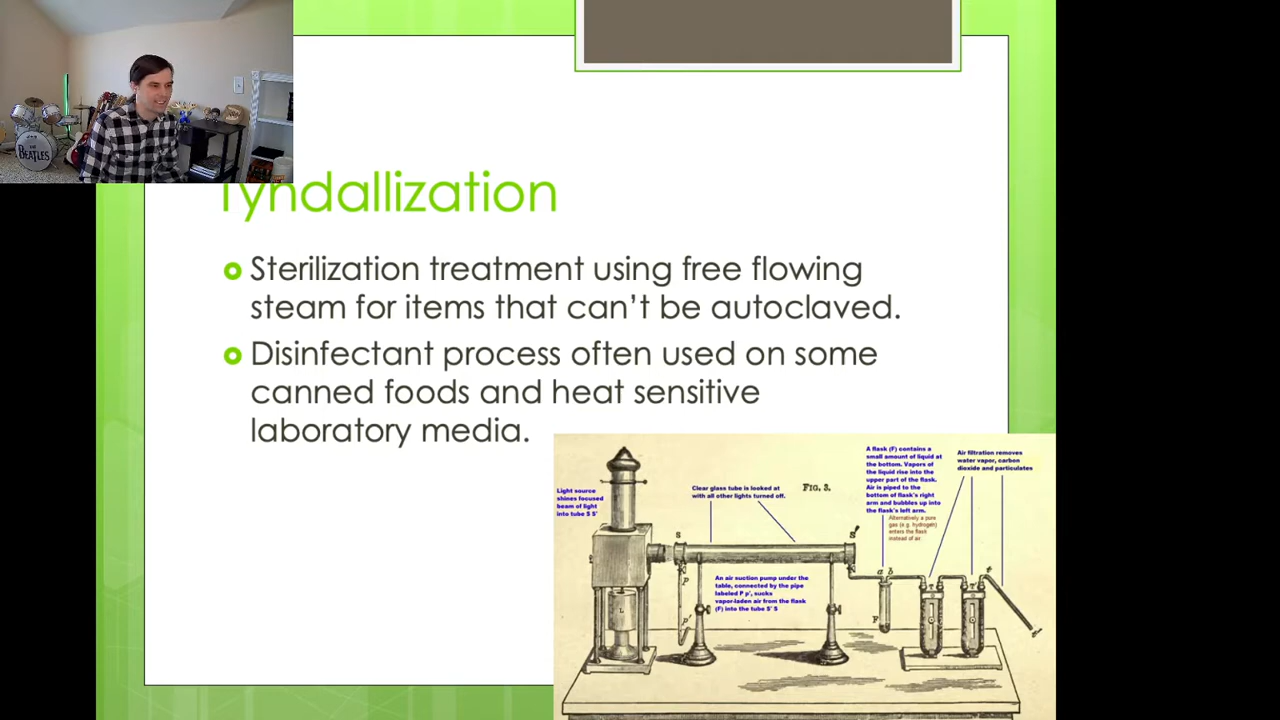 THE
BEATLES
Tyndallization
Sterilization treatment using free flowing
steam for items that can't be autoclaved.
Disinfectant process often used on some
canned foods and heat sensitive
laboratory media.
Light source
shines focused
beam of light
into tube S S'
Clear glass tube is looked at
with all other lights turned off.
FIG. 3.
A flask (F) contains a
small amount of liquid at
the bottom. Vapors of
the liquid rise into the
upper part of the flask.
Air is piped to the
bottom of flask's right
arm and bubbles up into
the flask's left arm.
Alternatively a pure
gas (e.g. hydrogen)
enters the flask
instead of air.
Air filtration removes
water vapor, carbon
dioxide and particulates
S
S'
An air suction pump under the
table, connected by the pipe
labeled P p', sucks
vapor-laden air from the flask
(F) into the tube S' S
p
p'
L
a b
F
t